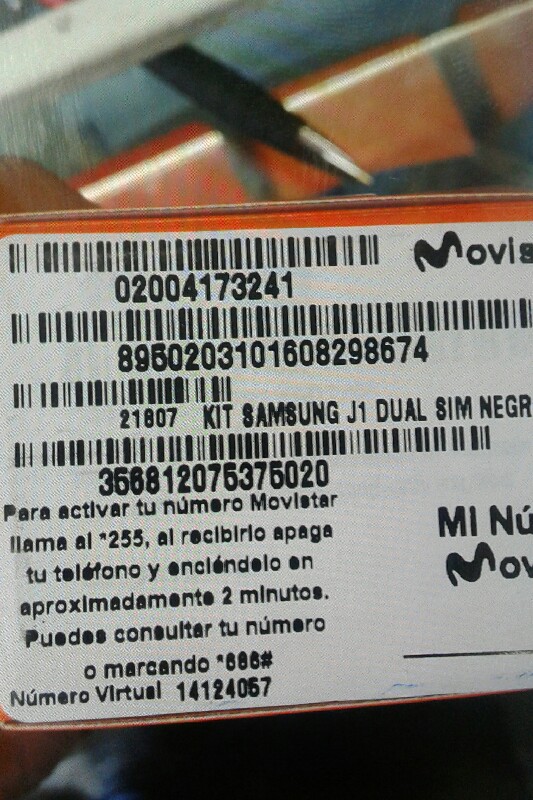 Movis
02004173241
8950203101608298674
21807 KIT SAMSUNG J1 DUAL SIM NEGR
356812075375020
Para activar tu número Movistar
llama al *255, al recibirlo apaga
tu teléfono y enciéndelo en
aproximadamente 2 minutos.
Puedes consultar tu número
o marcando *686#
Número Virtual 14124057
MI Nú
Mov